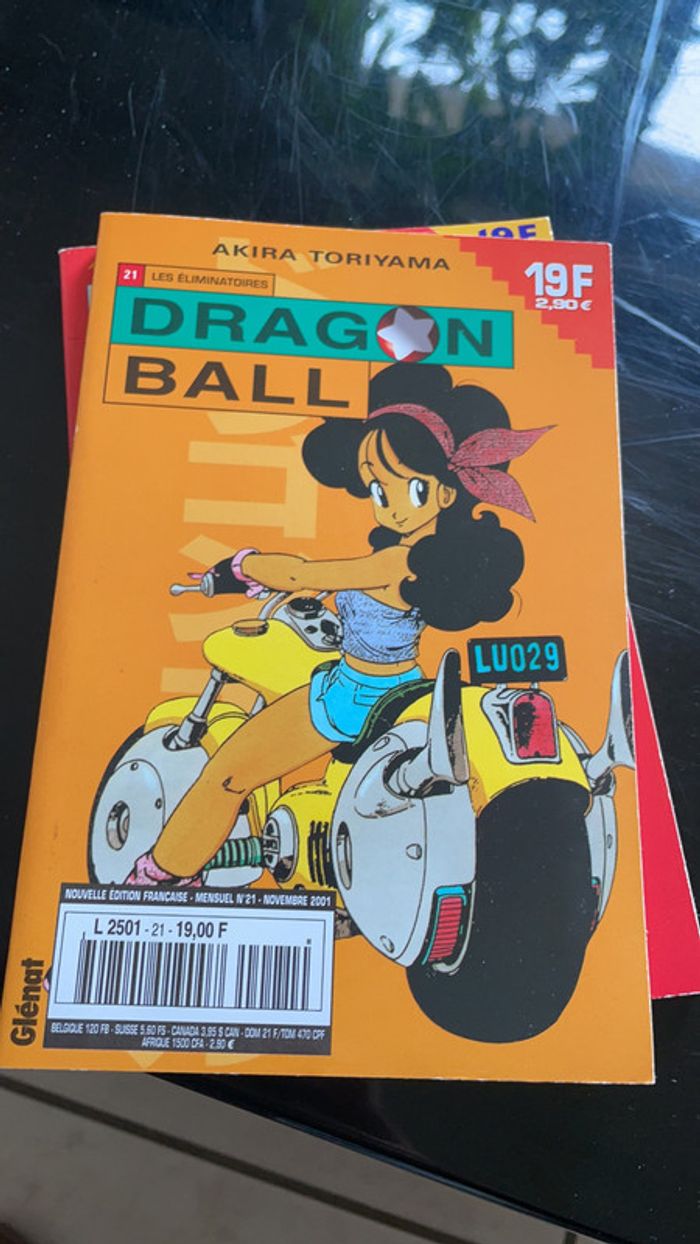 19F
AKIRA TORIYAMA
19F
2,90 €
21 LES ÉLIMINATOIRES
DRAGON
BALL
LU029
NOUVELLE ÉDITION FRANÇAISE - MENSUEL N°21 - NOVEMBRE 2001
L 2501 - 21 - 19,00 F
BELGIQUE 120 FB - SUISSE 5,60 FS - CANADA 3,95 $ CAN - DOM 21 F/TOM 470 CPF
AFRIQUE 1500 CFA - 2,90 €
Glénat